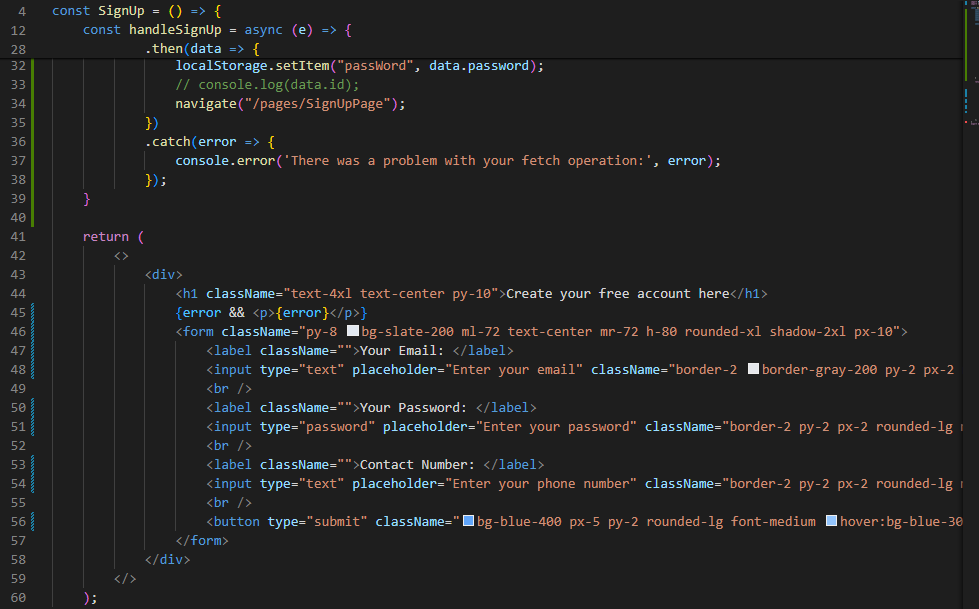 4 const SignUp = () => {
12 const handleSignUp = async (e) => {
28 .then(data => {
32 localStorage.setItem("passWord", data.password);
33 // console.log(data.id);
34 navigate("/pages/SignUpPage");
35 })
36 .catch(error => {
37 console.error('There was a problem with your fetch operation:', error);
38 });
39 }
40
41 return (
42 <>
43 <div>
44 <h1 className="text-4xl text-center py-10">Create your free account here</h1>
45 {error && <p>{error}</p>}
46 <form className="py-8 bg-slate-200 ml-72 text-center mr-72 h-80 rounded-xl shadow-2xl px-10">
47 <label className="">Your Email: </label>
48 <input type="text" placeholder="Enter your email" className="border-2 border-gray-200 py-2 px-2
49 <br />
50 <label className="">Your Password: </label>
51 <input type="password" placeholder="Enter your password" className="border-2 py-2 px-2 rounded-lg
52 <br />
53 <label className="">Contact Number: </label>
54 <input type="text" placeholder="Enter your phone number" className="border-2 py-2 px-2 rounded-lg
55 <br />
56 <button type="submit" className="bg-blue-400 px-5 py-2 rounded-lg font-medium hover:bg-blue-30
57 </form>
58 </div>
59 </>
60 );